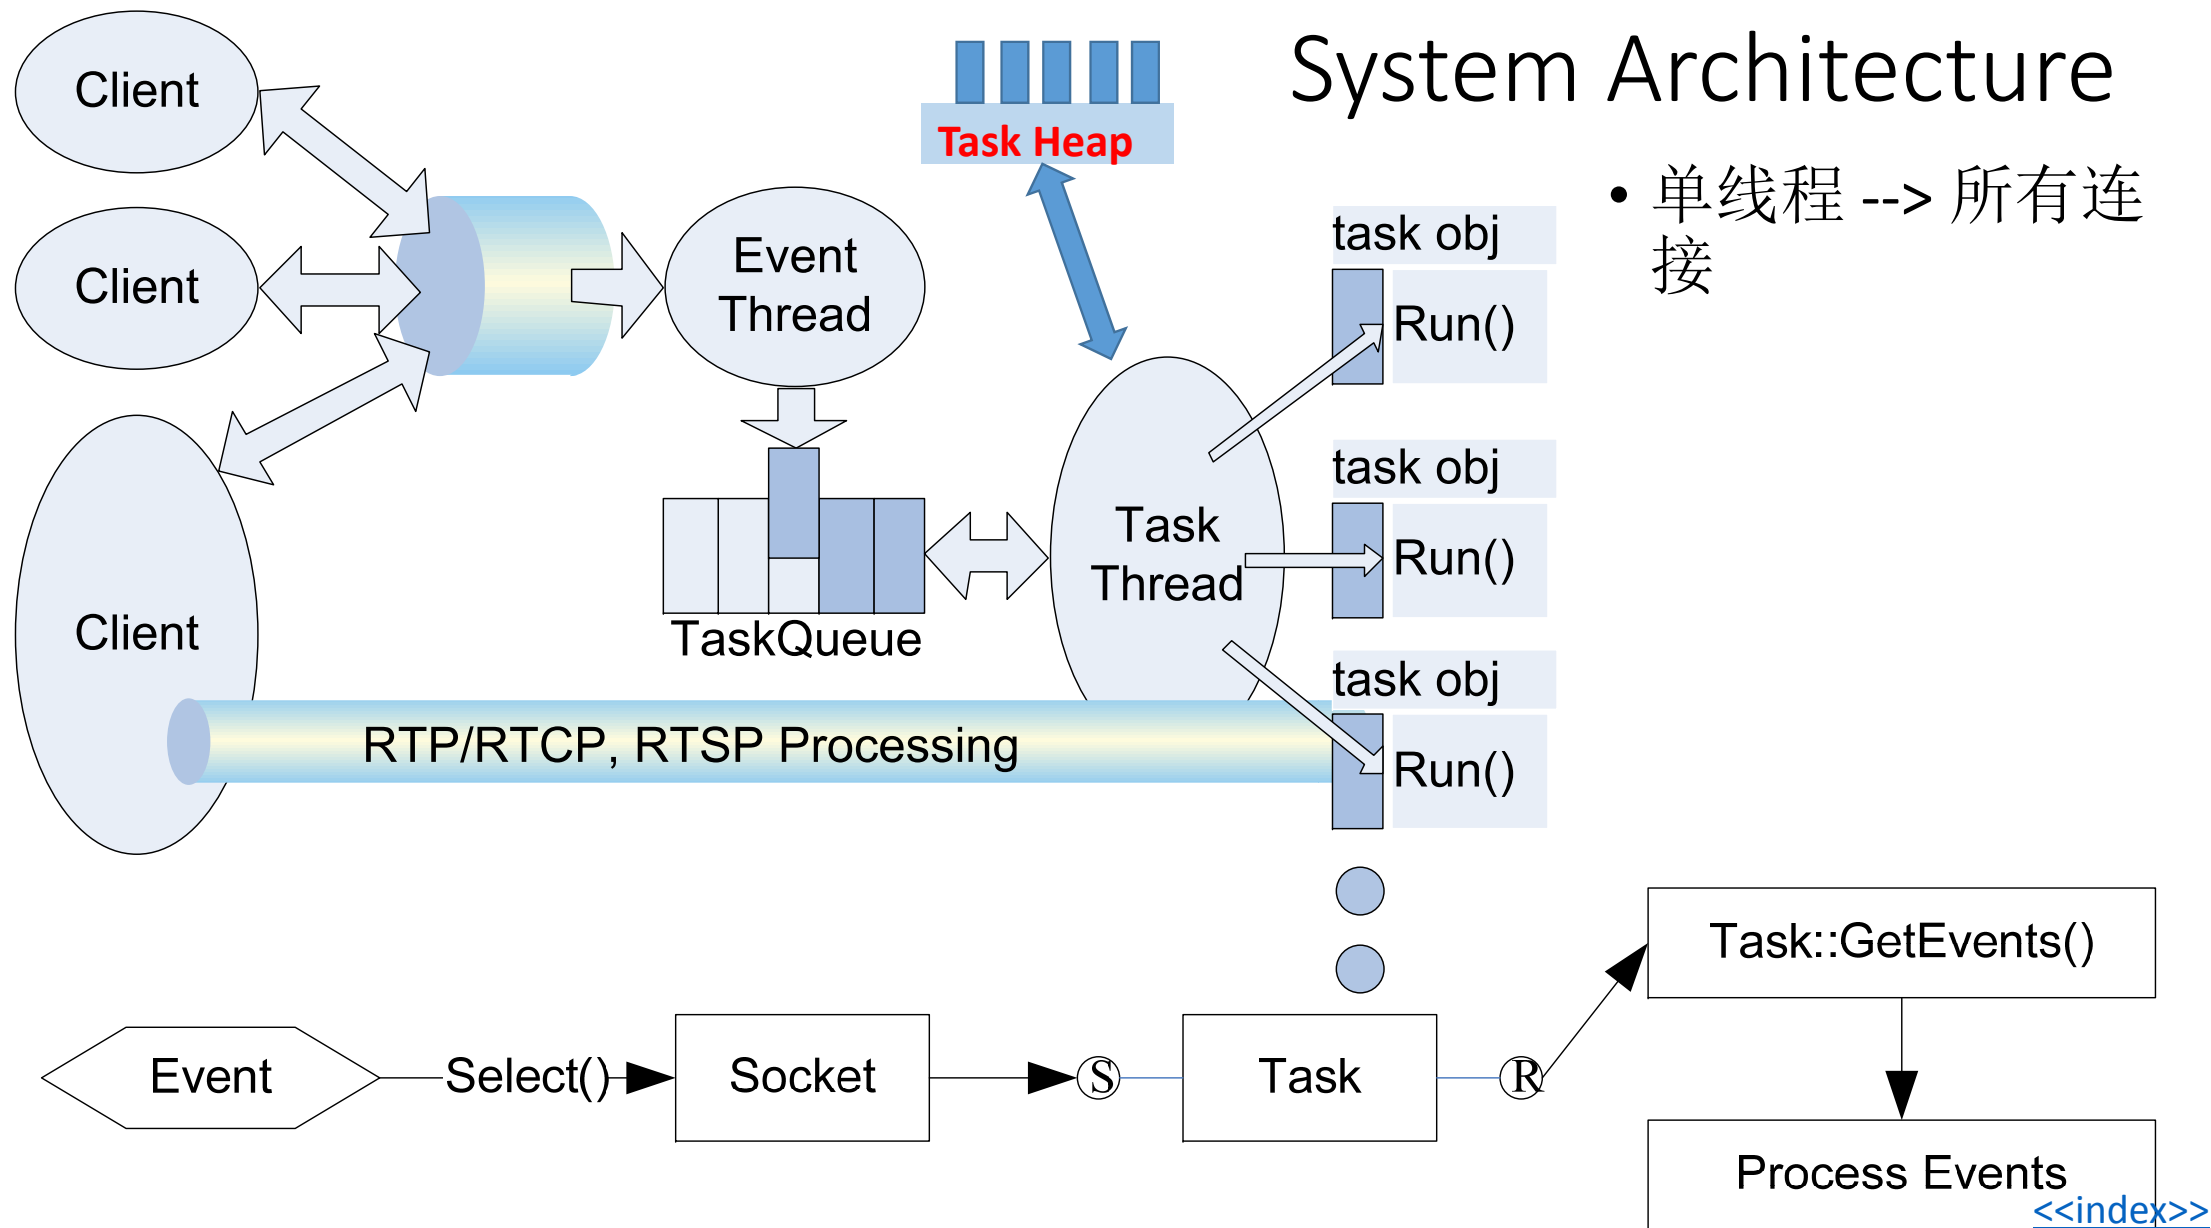 System Architecture
• 单线程 --> 所有连
接
Client
Client
Client
Event
Thread
Task Heap
TaskQueue
Task
Thread
task obj
Run()
task obj
Run()
task obj
Run()
RTP/RTCP, RTSP Processing
Event
Select()
Socket
S
Task
R
Task::GetEvents()
Process Events
<<index>>